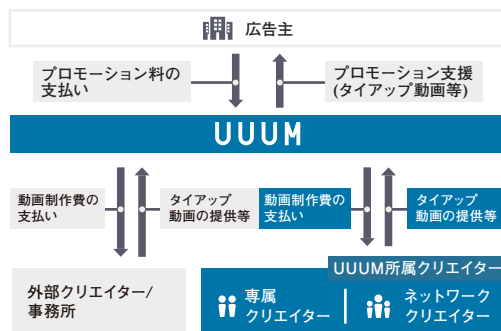 広告主
プロモーション料の
支払い
プロモーション支援
(タイアップ動画等)
UUUM
動画制作費の
支払い
タイアップ
動画の提供等
動画制作費の
支払い
タイアップ
動画の提供等
外部クリエイター/
事務所
UUUM所属クリエイター
専属
クリエイター
ネットワーク
クリエイター